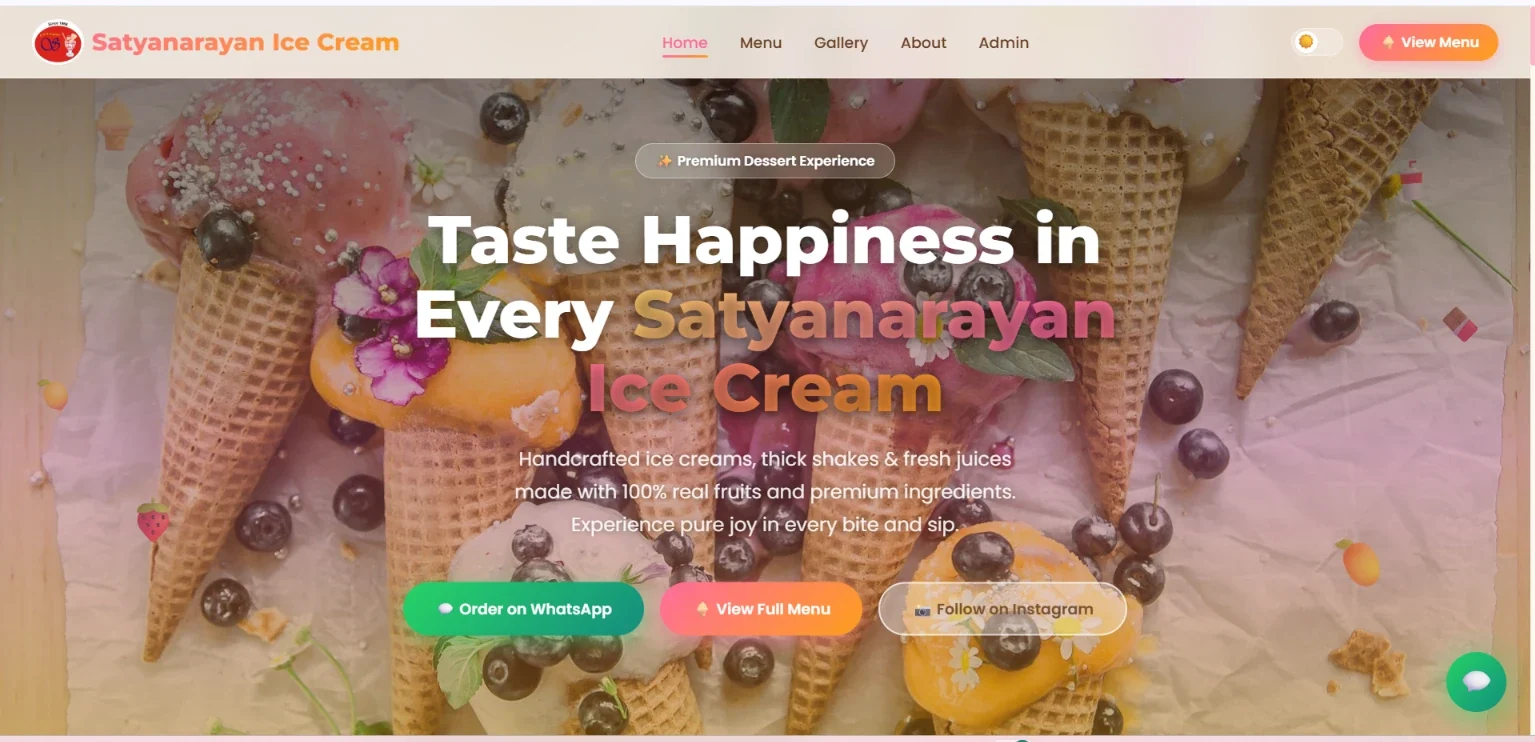 Since 1966
Satyanarayan Ice Cream
Home
Menu
Gallery
About
Admin
View Menu
Premium Dessert Experience
Taste Happiness in
Every Satyanarayan
Ice Cream
Handcrafted ice creams, thick shakes & fresh juices
made with 100% real fruits and premium ingredients.
Experience pure joy in every bite and sip.
Order on WhatsApp
View Full Menu
Follow on Instagram